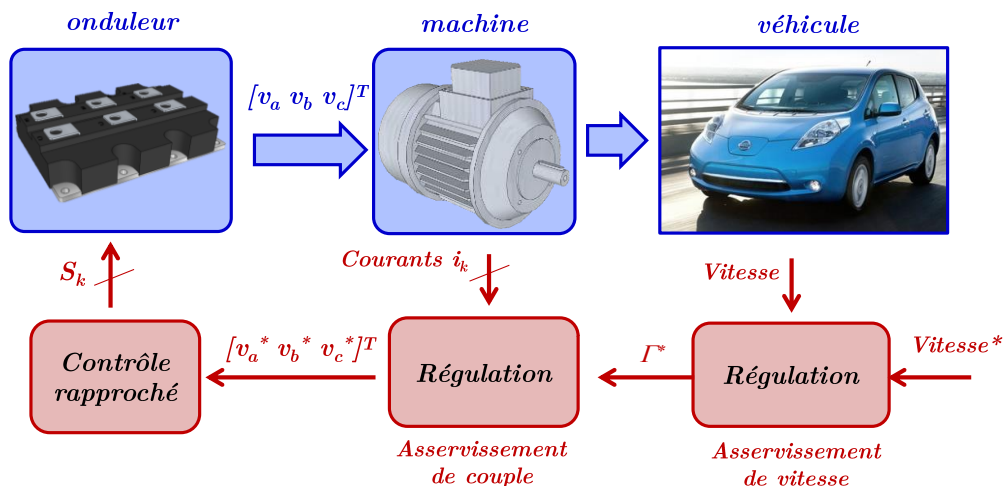 onduleur
machine
véhicule
[v_a v_b v_c]^T
S_k
Courants i_k
Vitesse
Contrôle
rapproché
[v_a* v_b* v_c*]^T
Régulation
Γ*
Régulation
Vitesse*
Asservissement
de couple
Asservissement
de vitesse